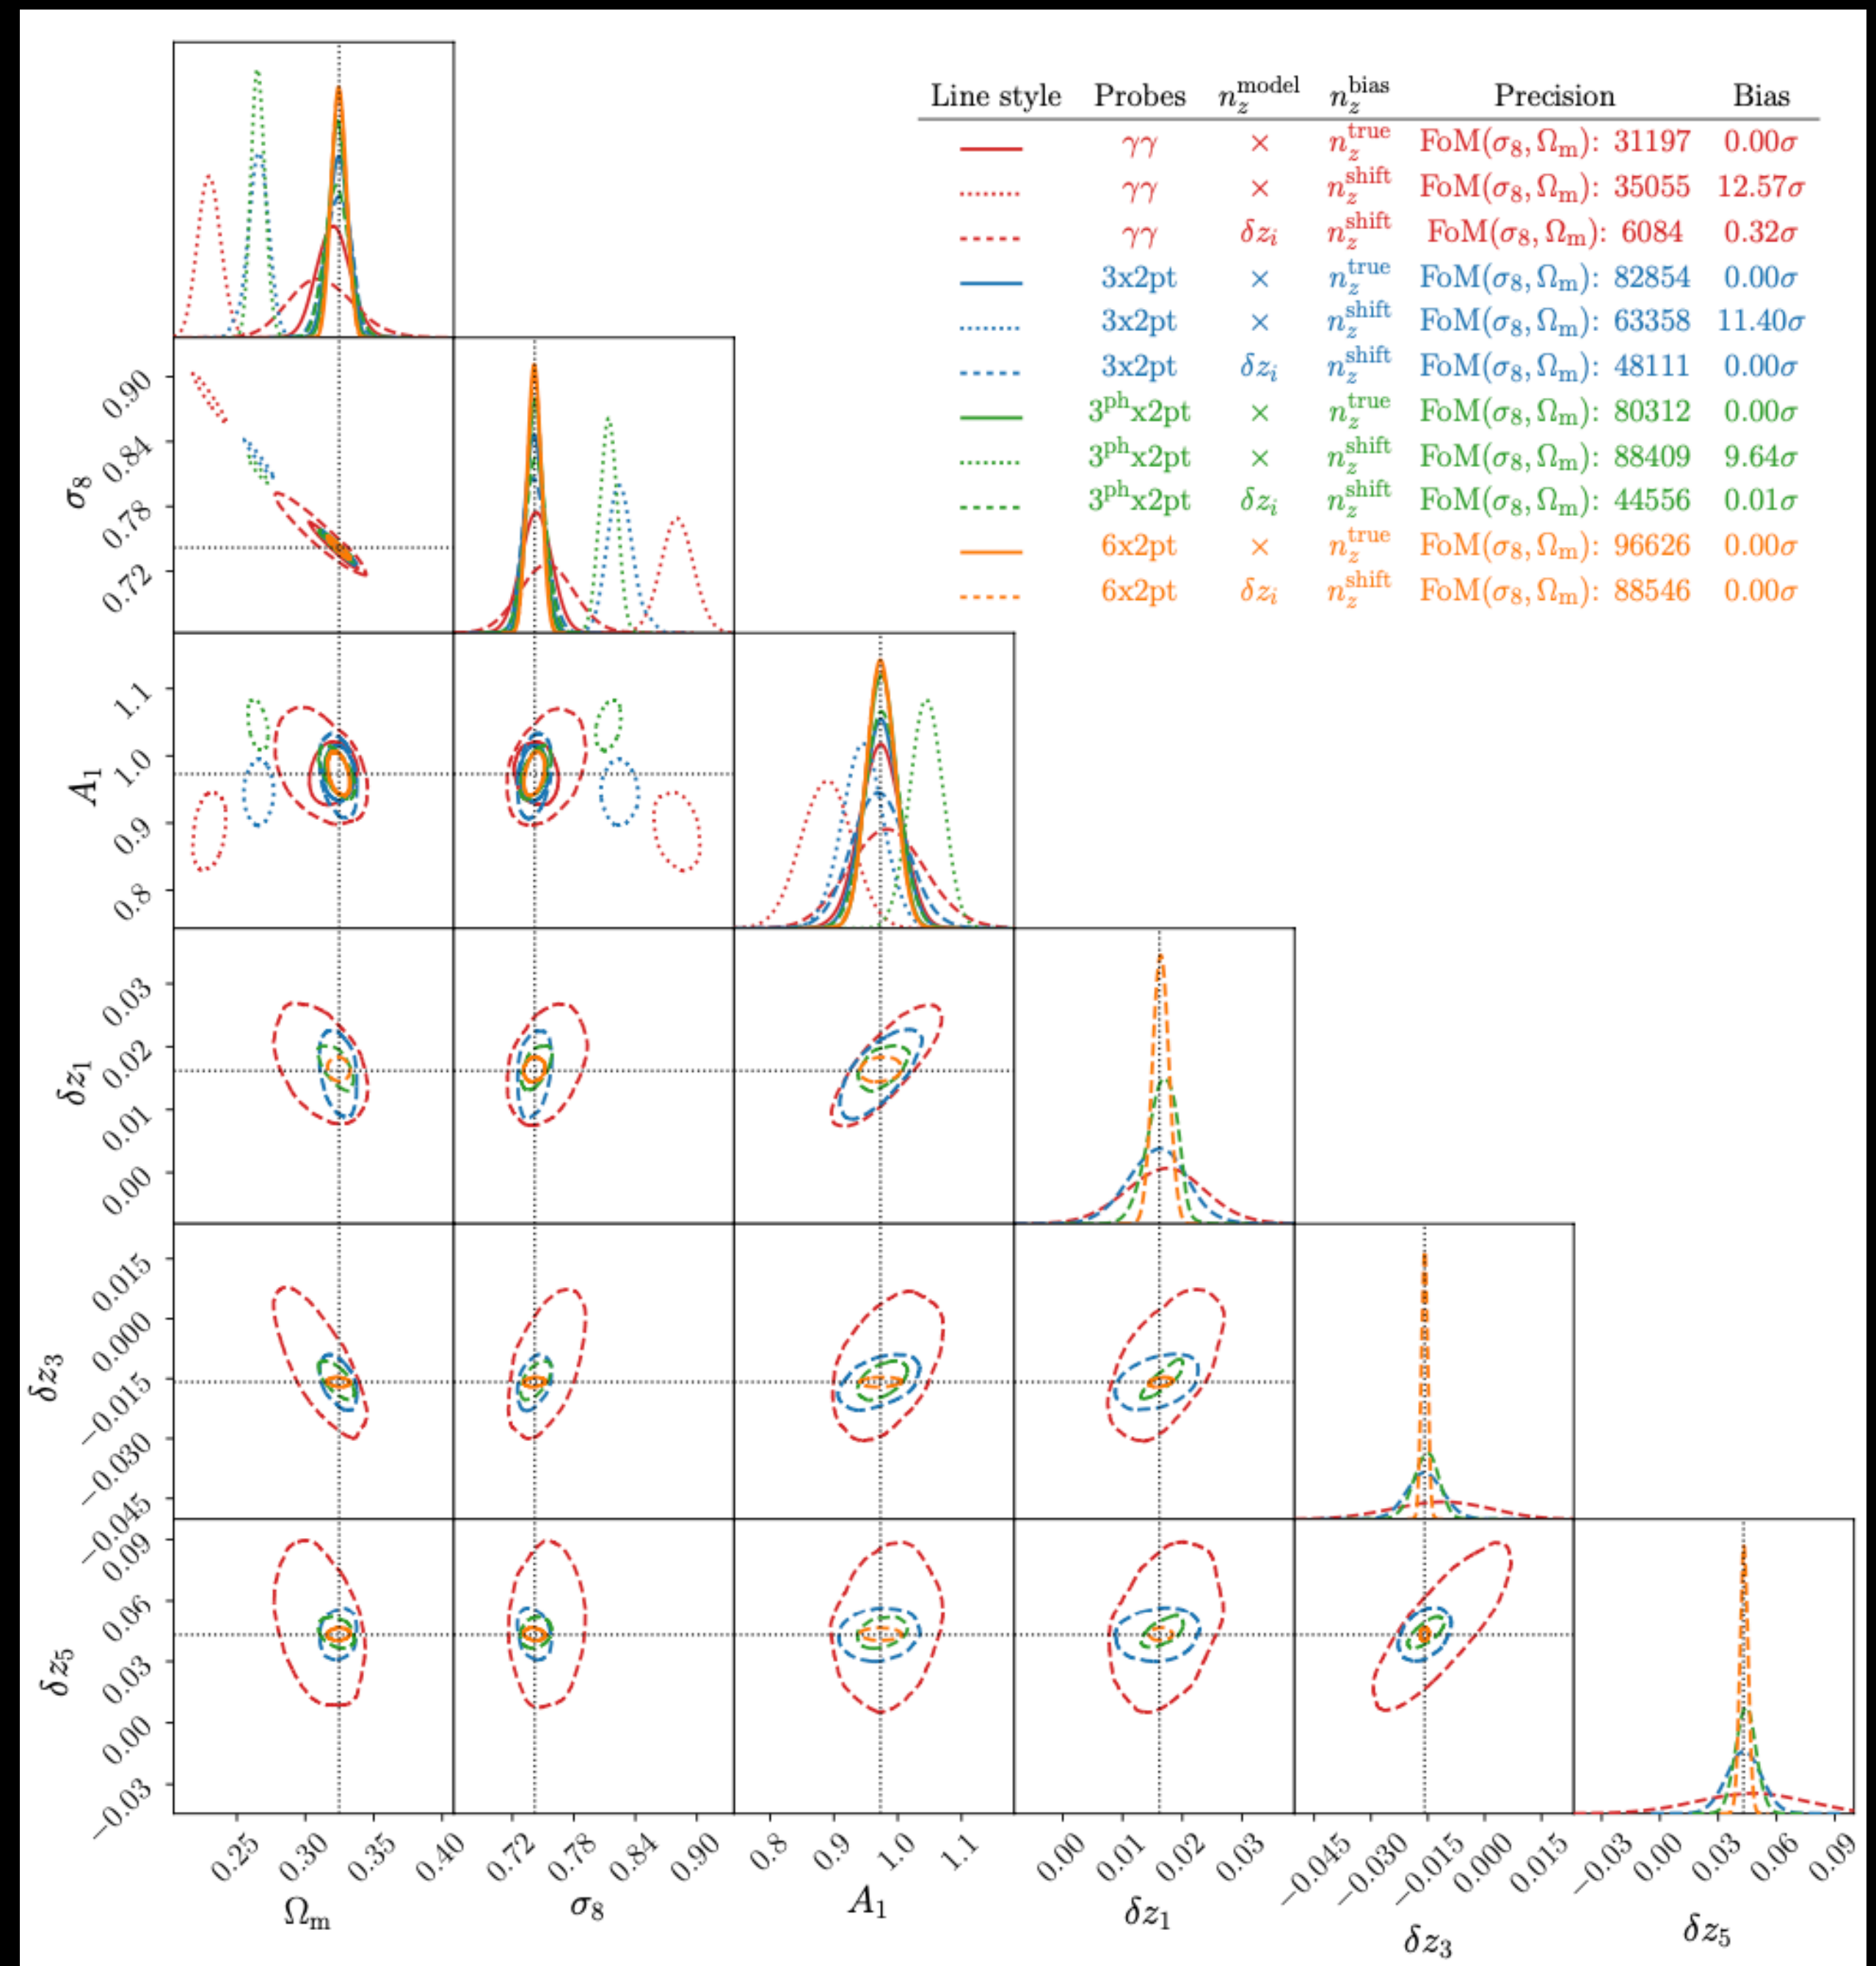 Line style Probes n_z^model n_z^bias Precision Bias
γγ × n_z^true FoM(σ8, Ωm): 31197 0.00σ
γγ × n_z^shift FoM(σ8, Ωm): 35055 12.57σ
γγ δz_i n_z^shift FoM(σ8, Ωm): 6084 0.32σ
3x2pt × n_z^true FoM(σ8, Ωm): 82854 0.00σ
3x2pt × n_z^shift FoM(σ8, Ωm): 63358 11.40σ
3x2pt δz_i n_z^shift FoM(σ8, Ωm): 48111 0.00σ
3^ph x2pt × n_z^true FoM(σ8, Ωm): 80312 0.00σ
3^ph x2pt × n_z^shift FoM(σ8, Ωm): 88409 9.64σ
3^ph x2pt δz_i n_z^shift FoM(σ8, Ωm): 44556 0.01σ
6x2pt × n_z^true FoM(σ8, Ωm): 96626 0.00σ
6x2pt δz_i n_z^shift FoM(σ8, Ωm): 88546 0.00σ
0.90
0.84
0.78
0.72
σ8
1.1
1.0
0.9
0.8
A1
0.03
0.02
0.01
0.00
δz1
0.015
0.000
−0.015
−0.030
−0.045
δz3
0.09
0.06
0.03
0.00
−0.03
δz5
0.25 0.30 0.35 0.40
Ωm
0.72 0.78 0.84 0.90
σ8
0.8 0.9 1.0 1.1
A1
0.00 0.01 0.02 0.03
δz1
−0.045 −0.030 −0.015 0.000 0.015
δz3
−0.03 0.00 0.03 0.06 0.09
δz5